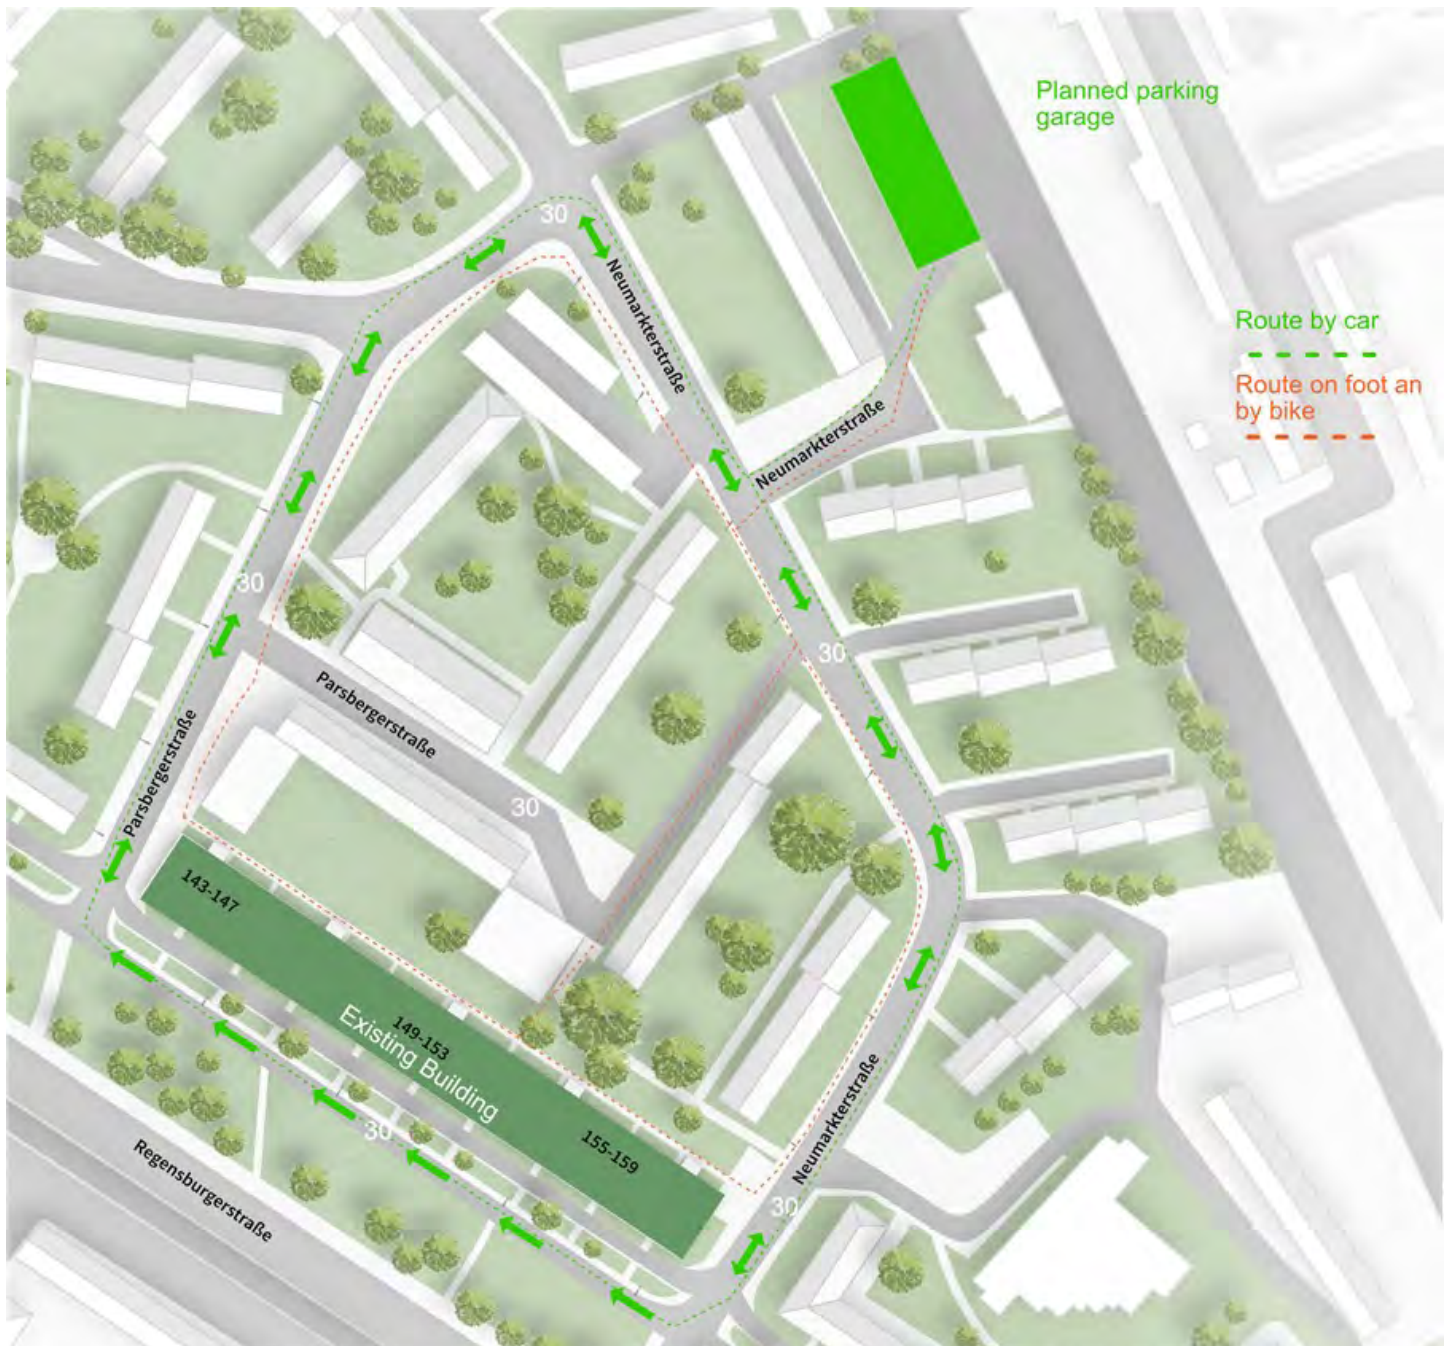 Planned parking
garage
30
Neumarkterstraße
Route by car
Route on foot an
by bike
Neumarkterstraße
30
30
Parsbergerstraße
Parsbergerstraße
30
143-147
149-153
Existing Building
155-159
30
Neumarkterstraße
Regensburgerstraße
30